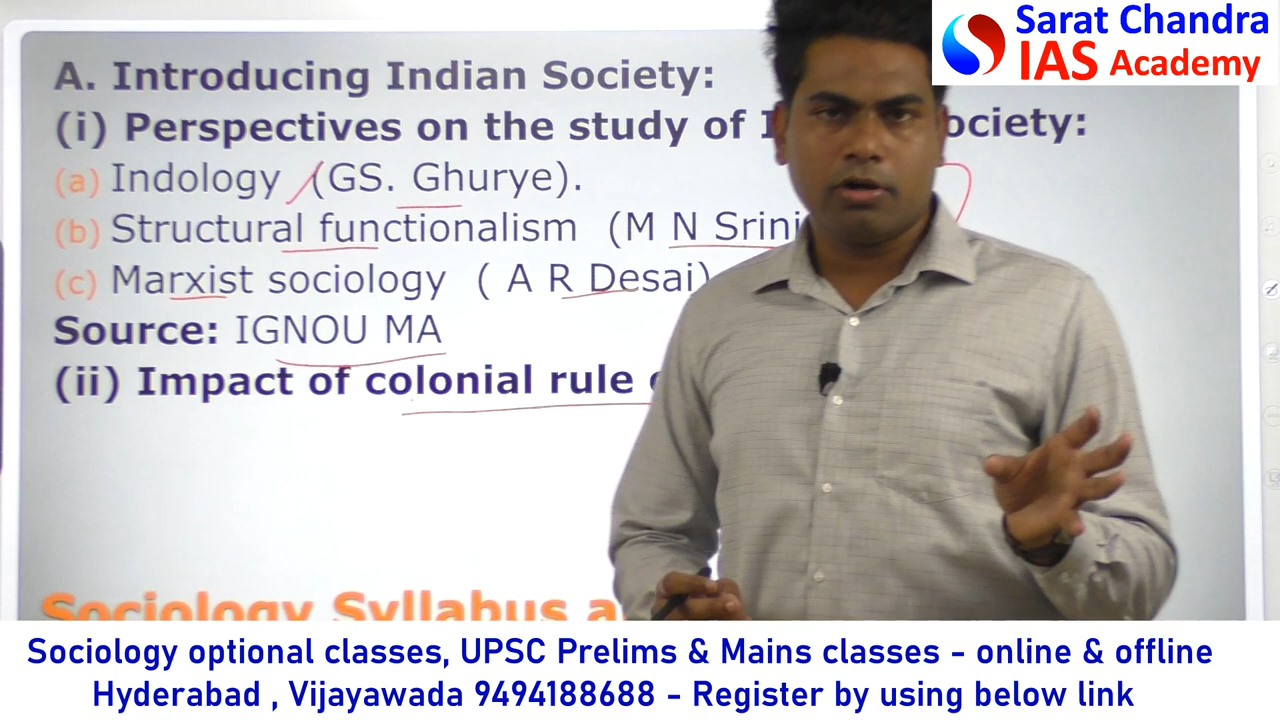 Sarat Chandra
IAS Academy
A. Introducing Indian Society:
(i) Perspectives on the study of I ociety:
(a) Indology (GS. Ghurye).
(b) Structural functionalism (M N Srini
(c) Marxist sociology ( A R Desai)
Source: IGNOU MA
(ii) Impact of colonial rule
Sociology Syllabus a
Sociology optional classes, UPSC Prelims & Mains classes - online & offline
Hyderabad , Vijayawada 9494188688 - Register by using below link